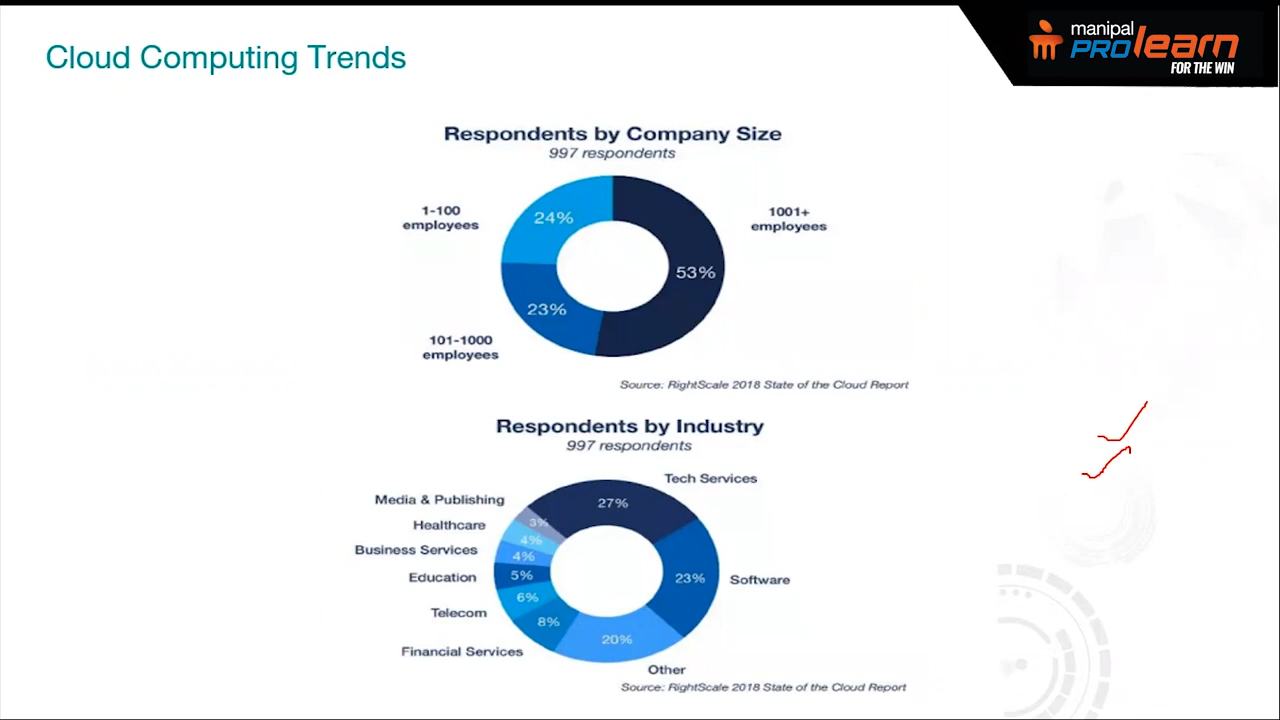 Cloud Computing Trends
manipal
PROlearn
FOR THE WIN
Respondents by Company Size
997 respondents
1-100
employees
24%
1001+
employees
53%
23%
101-1000
employees
Source: RightScale 2018 State of the Cloud Report
Respondents by Industry
997 respondents
Tech Services
27%
Media & Publishing
3%
Healthcare
4%
Business Services
4%
Education
5%
Software
23%
Telecom
6%
Financial Services
8%
Other
20%
Source: RightScale 2018 State of the Cloud Report